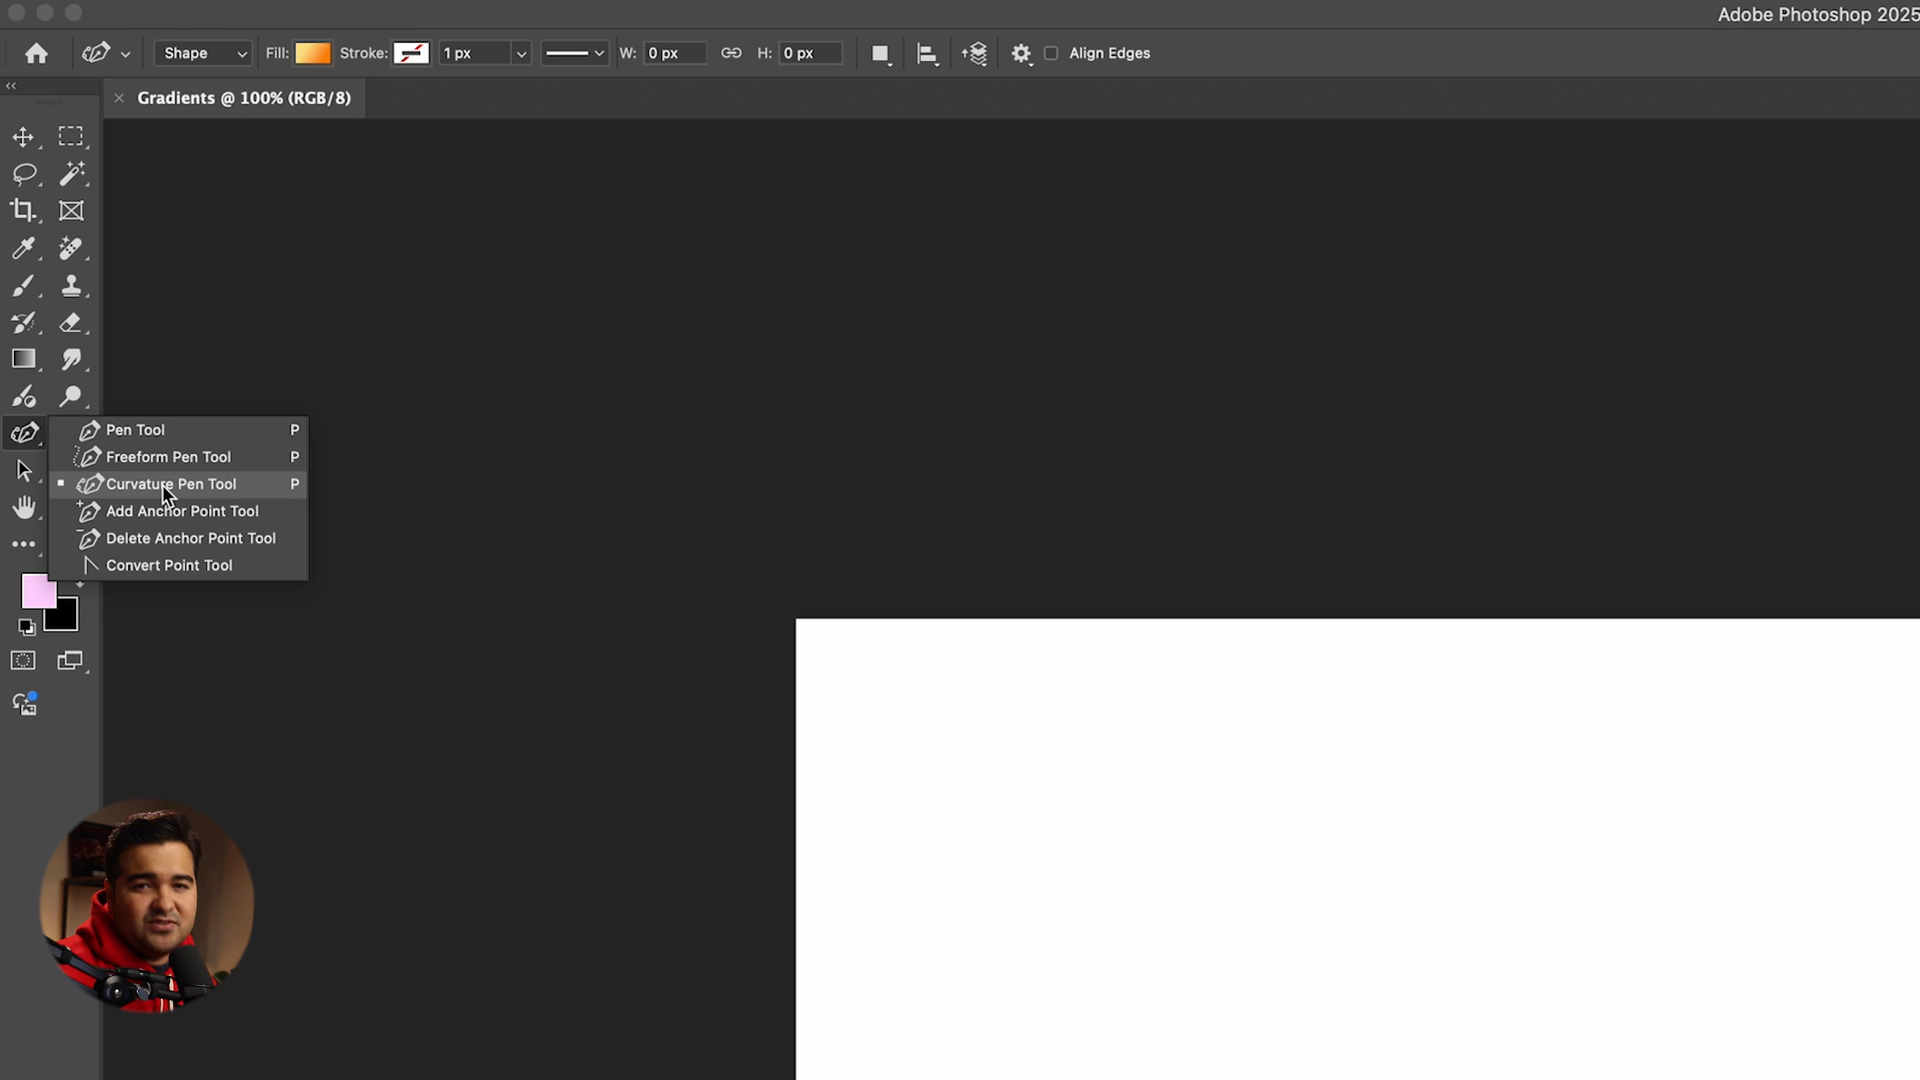 Adobe Photoshop 2025
Shape Fill: Stroke: 1 px W: 0 px H: 0 px Align Edges
Gradients @ 100% (RGB/8)
Pen Tool P
Freeform Pen Tool P
Curvature Pen Tool P
Add Anchor Point Tool
Delete Anchor Point Tool
Convert Point Tool